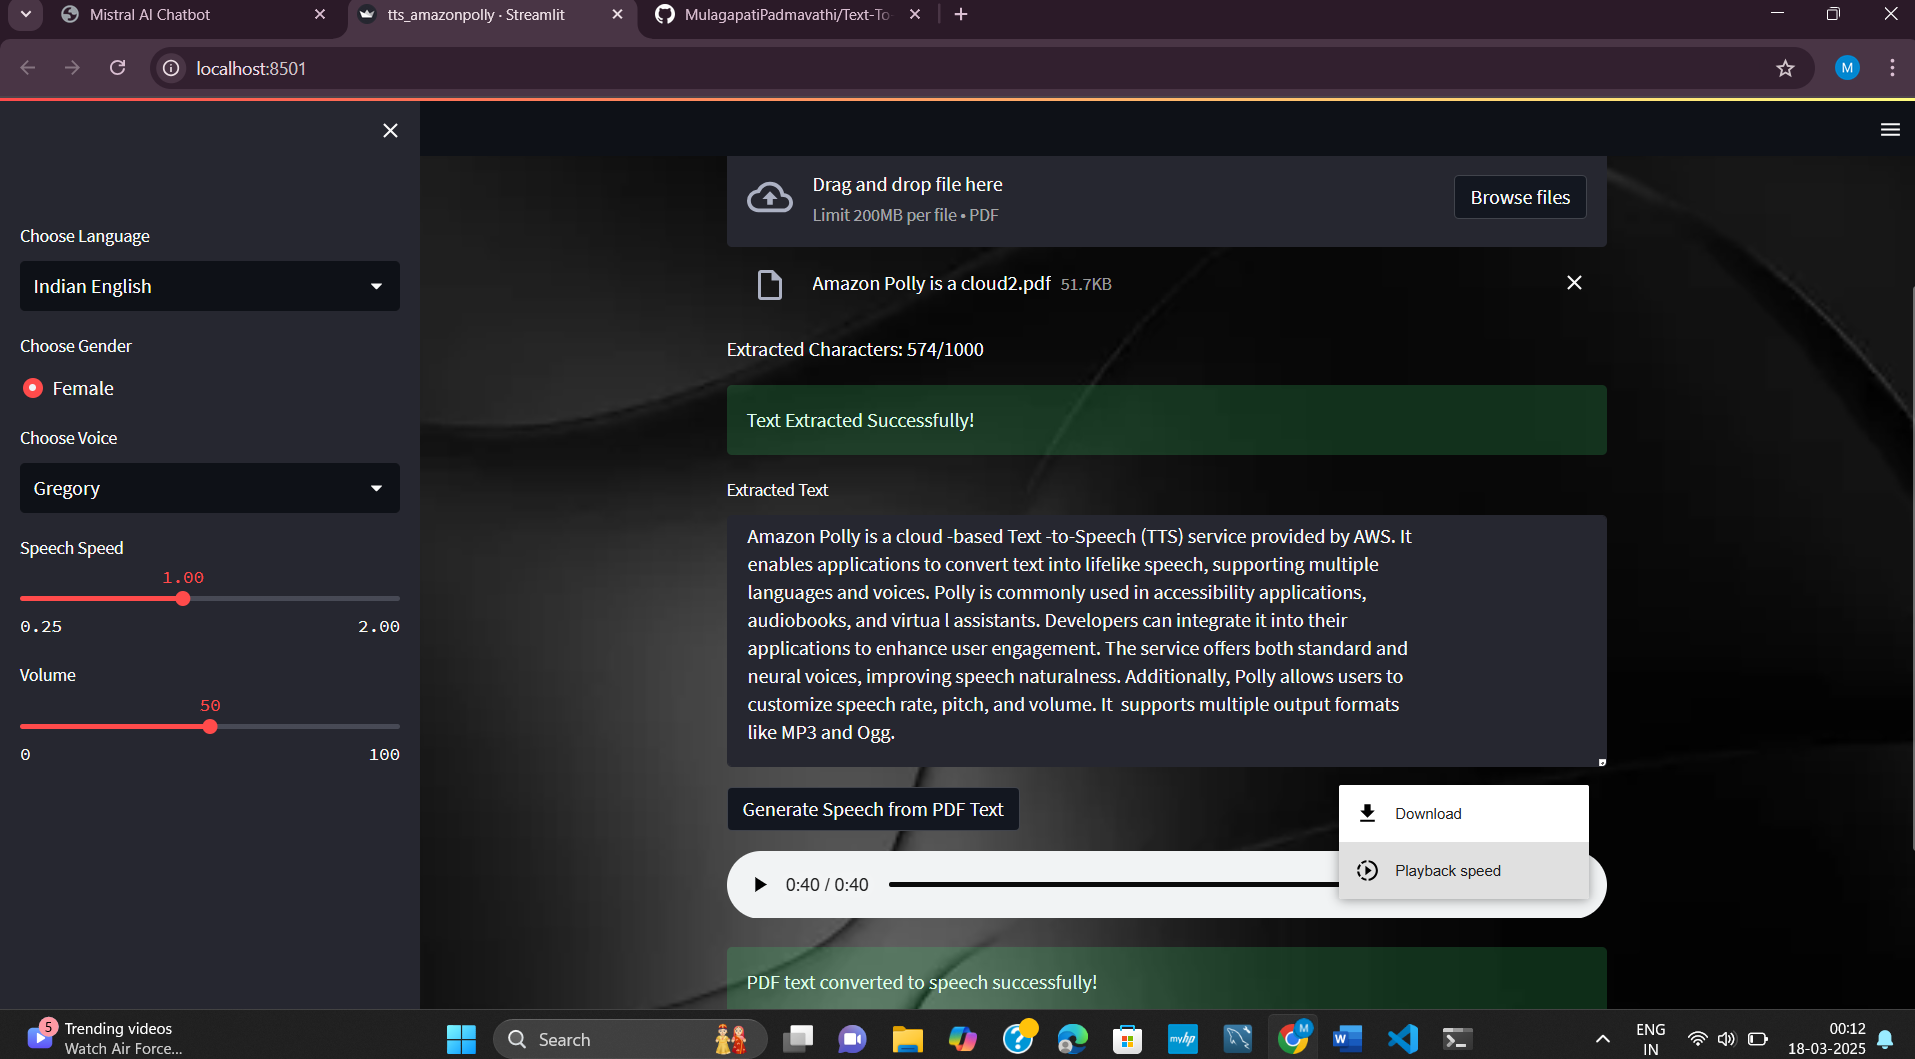 Mistral AI Chatbot
tts_amazonpolly · Streamlit
MulagapatiPadmavathi/Text-To-
localhost:8501
M
Choose Language
Indian English
Choose Gender
Female
Choose Voice
Gregory
Speech Speed
1.00
0.25 2.00
Volume
50
0 100
Drag and drop file here
Limit 200MB per file • PDF
Browse files
Amazon Polly is a cloud2.pdf 51.7KB
Extracted Characters: 574/1000
Text Extracted Successfully!
Extracted Text
Amazon Polly is a cloud -based Text -to-Speech (TTS) service provided by AWS. It
enables applications to convert text into lifelike speech, supporting multiple
languages and voices. Polly is commonly used in accessibility applications,
audiobooks, and virtua l assistants. Developers can integrate it into their
applications to enhance user engagement. The service offers both standard and
neural voices, improving speech naturalness. Additionally, Polly allows users to
customize speech rate, pitch, and volume. It  supports multiple output formats
like MP3 and Ogg.
Generate Speech from PDF Text
Download
Playback speed
0:40 / 0:40
PDF text converted to speech successfully!
5
Trending videos
Watch Air Force...
Search
myhp
M
W
ENG
IN
00:12
18-03-2025